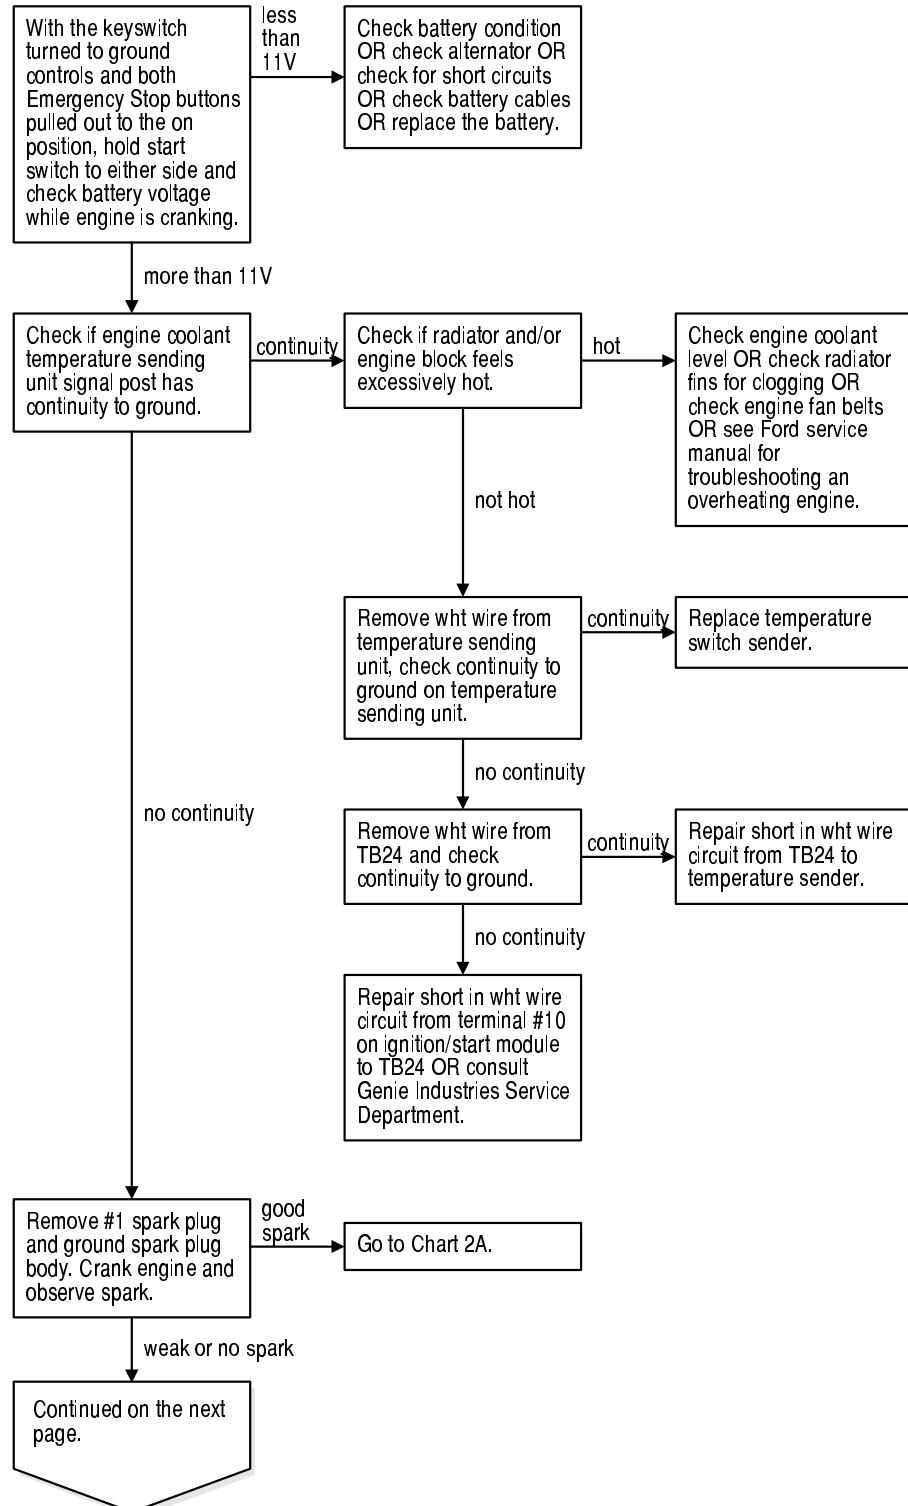 With the keyswitch
turned to ground
controls and both
Emergency Stop buttons
pulled out to the on
position, hold start
switch to either side and
check battery voltage
while engine is cranking.
less
than
11V
Check battery condition
OR check alternator OR
check for short circuits
OR check battery cables
OR replace the battery.
more than 11V
Check if engine coolant
temperature sending
unit signal post has
continuity to ground.
continuity
Check if radiator and/or
engine block feels
excessively hot.
hot
Check engine coolant
level OR check radiator
fins for clogging OR
check engine fan belts
OR see Ford service
manual for
troubleshooting an
overheating engine.
not hot
Remove wht wire from
temperature sending
unit, check continuity to
ground on temperature
sending unit.
continuity
Replace temperature
switch sender.
no continuity
no continuity
Remove wht wire from
TB24 and check
continuity to ground.
continuity
Repair short in wht wire
circuit from TB24 to
temperature sender.
no continuity
Repair short in wht wire
circuit from terminal #10
on ignition/start module
to TB24 OR consult
Genie Industries Service
Department.
Remove #1 spark plug
and ground spark plug
body. Crank engine and
observe spark.
good
spark
Go to Chart 2A.
weak or no spark
Continued on the next
page.